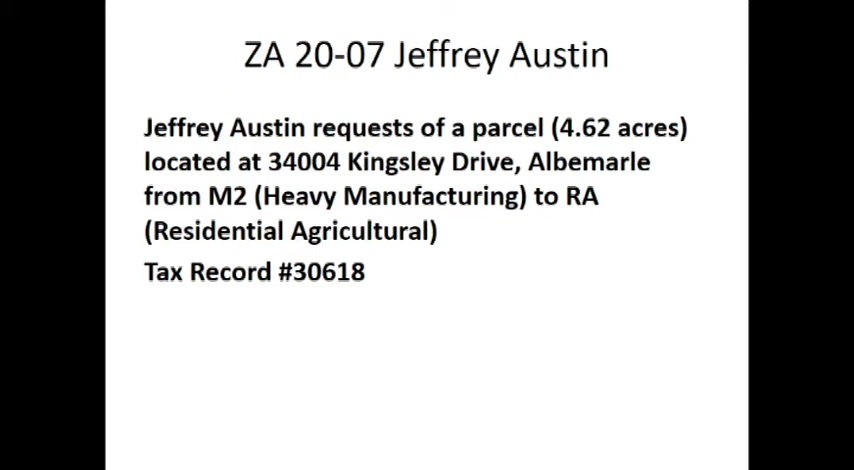 ZA 20-07 Jeffrey Austin
Jeffrey Austin requests of a parcel (4.62 acres)
located at 34004 Kingsley Drive, Albemarle
from M2 (Heavy Manufacturing) to RA
(Residential Agricultural)
Tax Record #30618